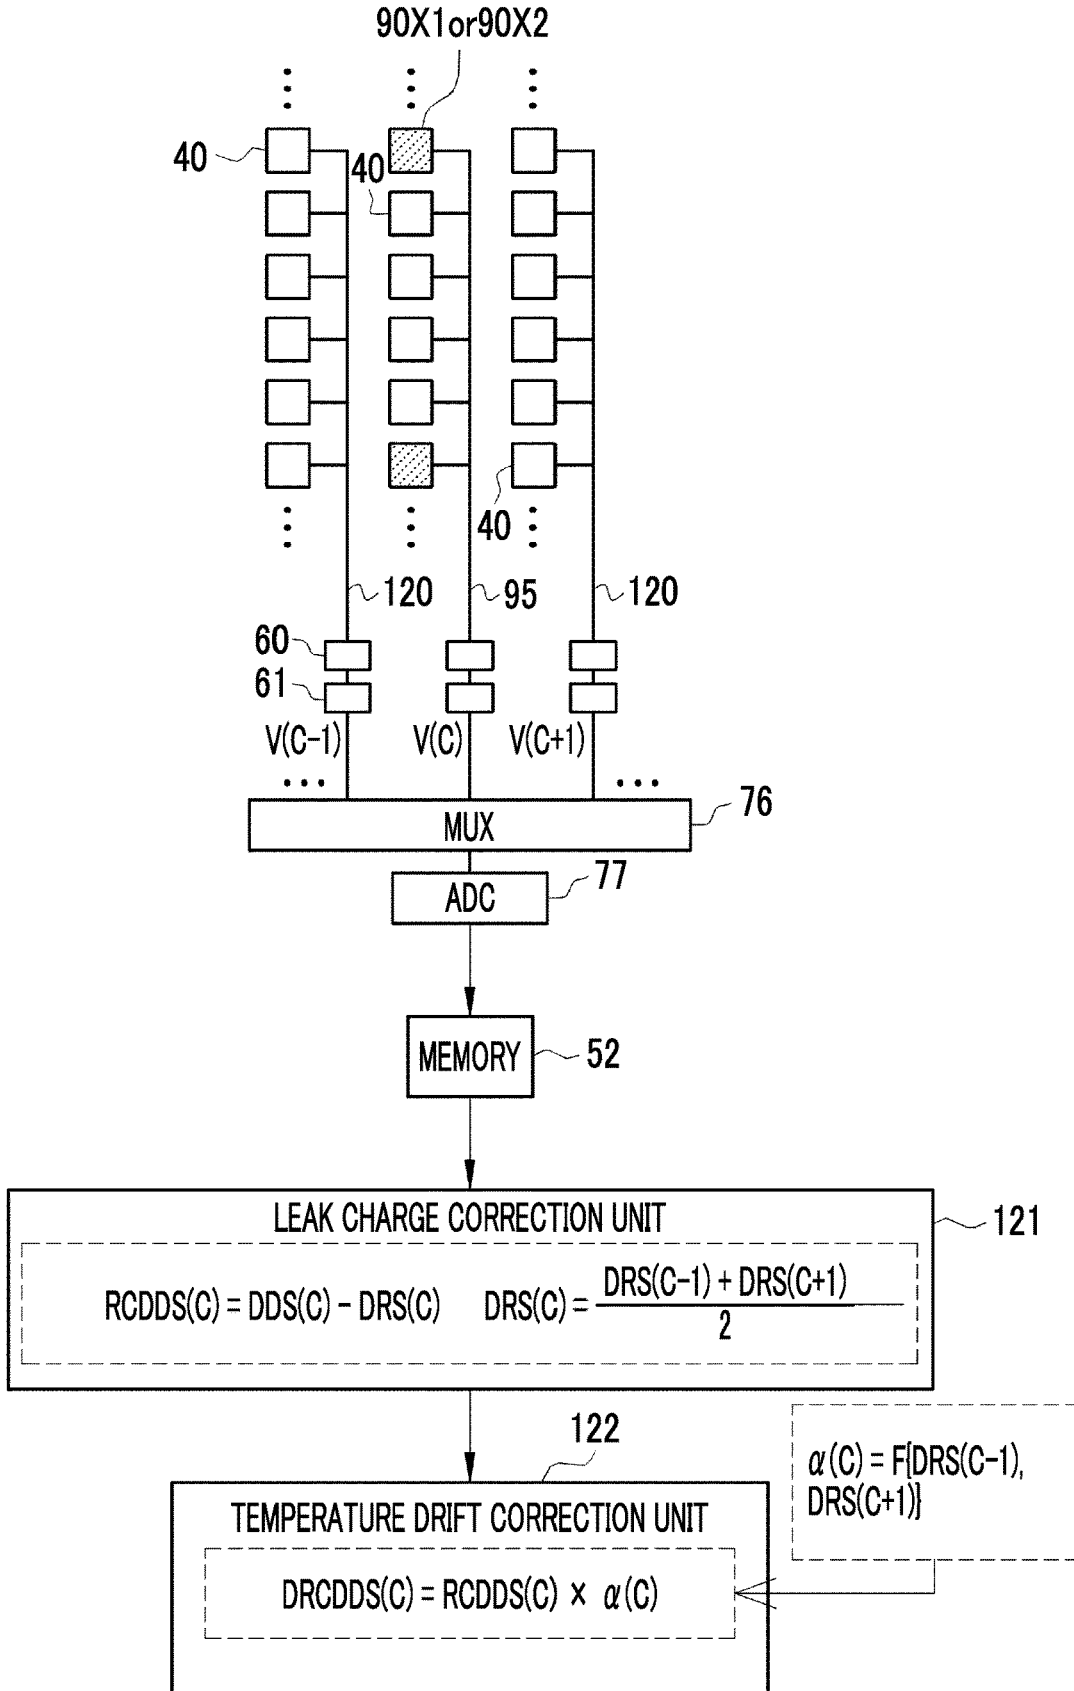 90X1or90X2
40
40
40
120
95
120
60
61
V(C-1)
V(C)
V(C+1)
MUX
76
ADC
77
MEMORY
52
LEAK CHARGE CORRECTION UNIT
121
RCDDS(C) = DDS(C) - DRS(C)
DRS(C) = DRS(C-1) + DRS(C+1)
2
122
TEMPERATURE DRIFT CORRECTION UNIT
DRCDDS(C) = RCDDS(C) × α(C)
α(C) = F{DRS(C-1),
DRS(C+1)}